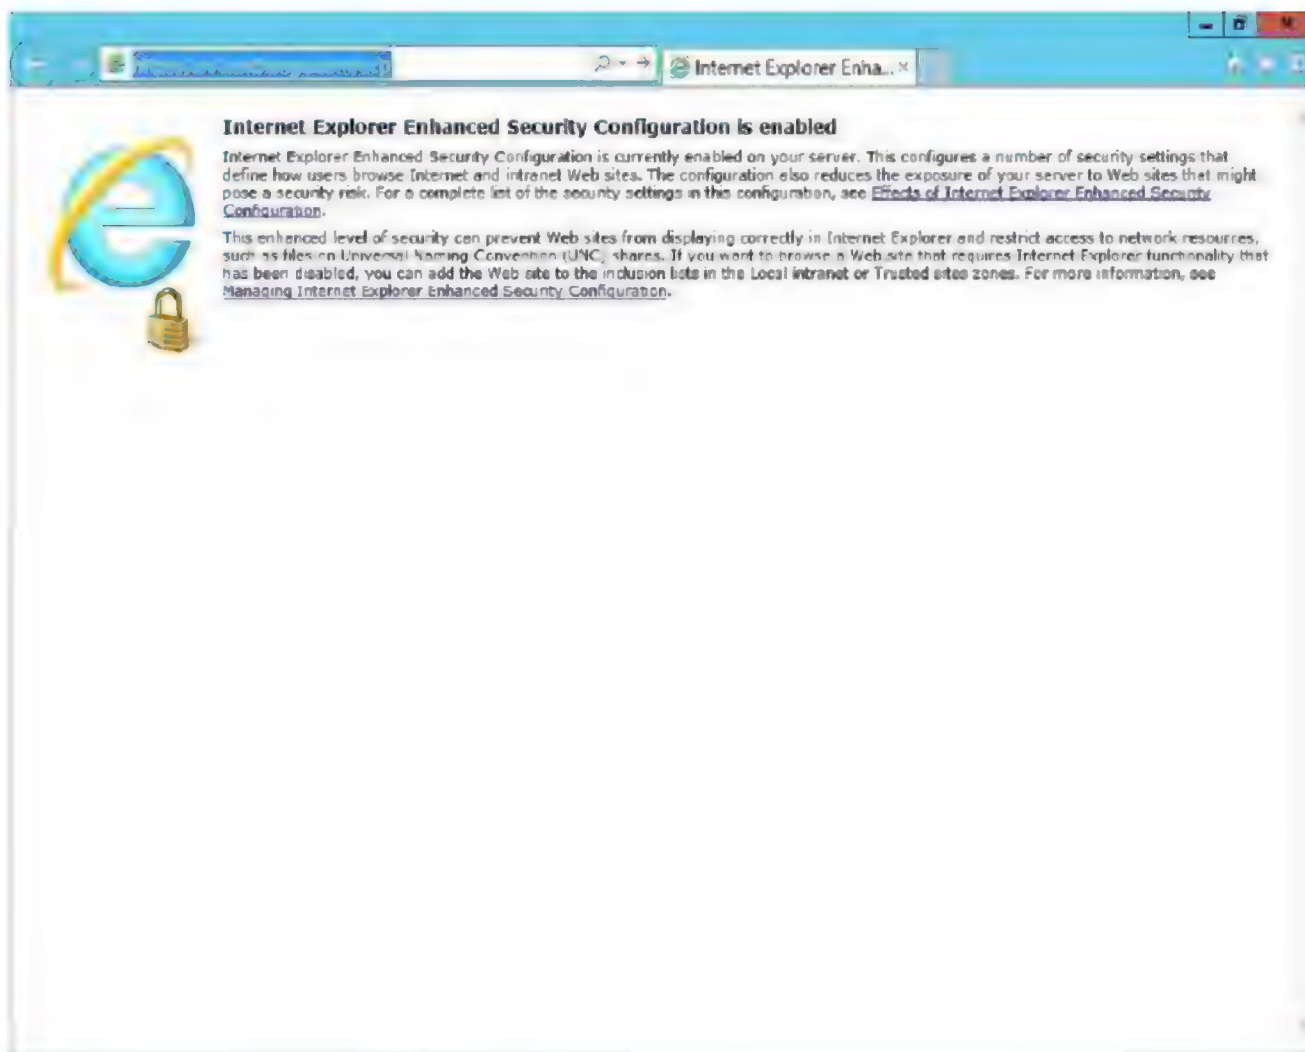 Internet Explorer Enha...
Internet Explorer Enhanced Security Configuration is enabled
Internet Explorer Enhanced Security Configuration is currently enabled on your server. This configures a number of security settings that
define how users browse Internet and intranet Web sites. The configuration also reduces the exposure of your server to Web sites that might
pose a security risk. For a complete list of the security settings in this configuration, see Effects of Internet Explorer Enhanced Security
Configuration.
This enhanced level of security can prevent Web sites from displaying correctly in Internet Explorer and restrict access to network resources,
such as files on Universal Naming Convention (UNC) shares. If you want to browse a Web site that requires Internet Explorer functionality that
has been disabled, you can add the Web site to the inclusion lists in the Local intranet or Trusted sites zones. For more information, see
Managing Internet Explorer Enhanced Security Configuration.